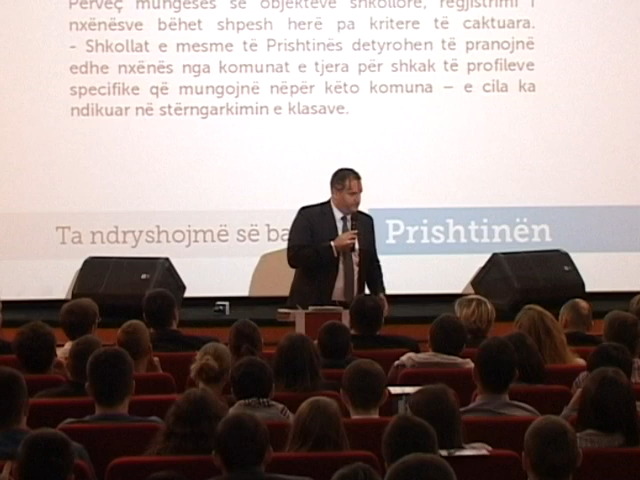 Përveç mungesës së objekteve shkollore, regjistrimi i
nxënësve bëhet shpesh herë pa kritere të caktuara.
- Shkollat e mesme të Prishtinës detyrohen të pranojnë
edhe nxënës nga komunat e tjera për shkak të profileve
specifike që mungojnë nëpër këto komuna – e cila ka
ndikuar në stërngarkimin e klasave.
Ta ndryshojmë së ba Prishtinën